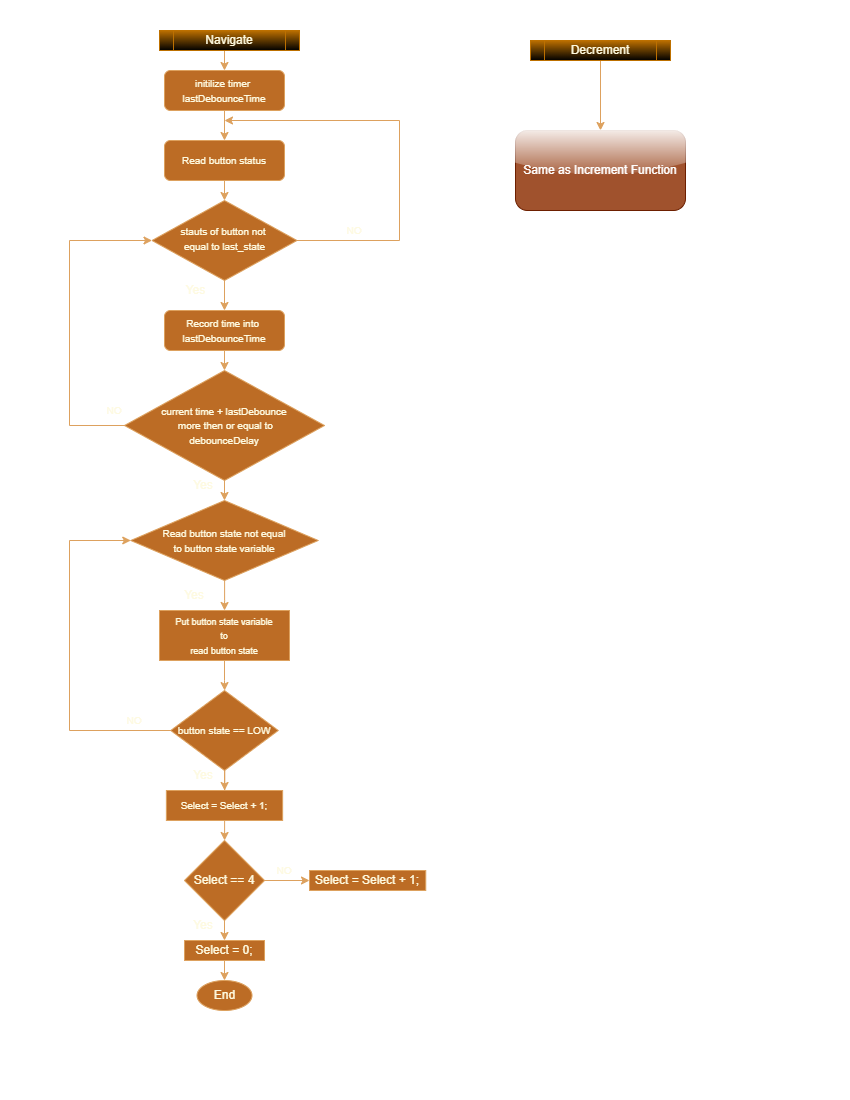 Navigate
initilize timer
lastDebounceTime
Read button status
stauts of button not
equal to last_state
NO
Yes
Record time into
lastDebounceTime
current time + lastDebounce
more then or equal to
debounceDelay
NO
Yes
Read button state not equal
to button state variable
Yes
Put button state variable
to
read button state
button state == LOW
NO
Yes
Select = Select + 1;
Select == 4
NO
Select = Select + 1;
Yes
Select = 0;
End
Decrement
Same as Increment Function